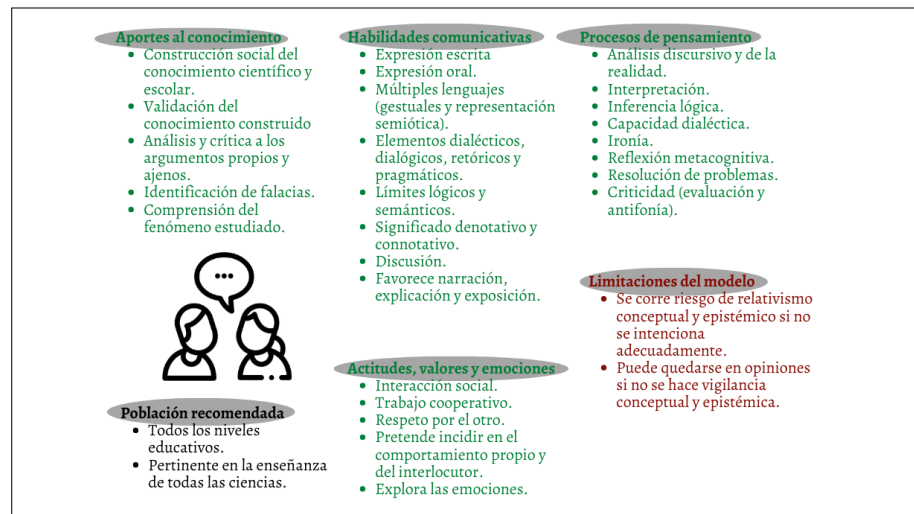 Aportes al conocimiento
• Construcción social del
conocimiento científico y
escolar.
• Validación del
conocimiento construido
• Análisis y crítica a los
argumentos propios y
ajenos.
• Identificación de falacias.
• Comprensión del
fenómeno estudiado.
Habilidades comunicativas
• Expresión escrita
• Expresión oral.
• Múltiples lenguajes
(gestuales y representación
semiótica).
• Elementos dialécticos,
dialógicos, retóricos y
pragmáticos.
• Límites lógicos y
semánticos.
• Significado denotativo y
connotativo.
• Discusión.
• Favorece narración,
explicación y exposición.
Procesos de pensamiento
• Análisis discursivo y de la
realidad.
• Interpretación.
• Inferencia lógica.
• Capacidad dialéctica.
• Ironía.
• Reflexión metacognitiva.
• Resolución de problemas.
• Criticidad (evaluación y
antifonía).
Limitaciones del modelo
• Se corre riesgo de relativismo
conceptual y epistémico si no
se intenciona
adecuadamente.
• Puede quedarse en opiniones
si no se hace vigilancia
conceptual y epistémica.
Actitudes, valores y emociones
• Interacción social.
• Trabajo cooperativo.
• Respeto por el otro.
• Pretende incidir en el
comportamiento propio y
del interlocutor.
• Explora las emociones.
Población recomendada
• Todos los niveles
educativos.
• Pertinente en la enseñanza
de todas las ciencias.